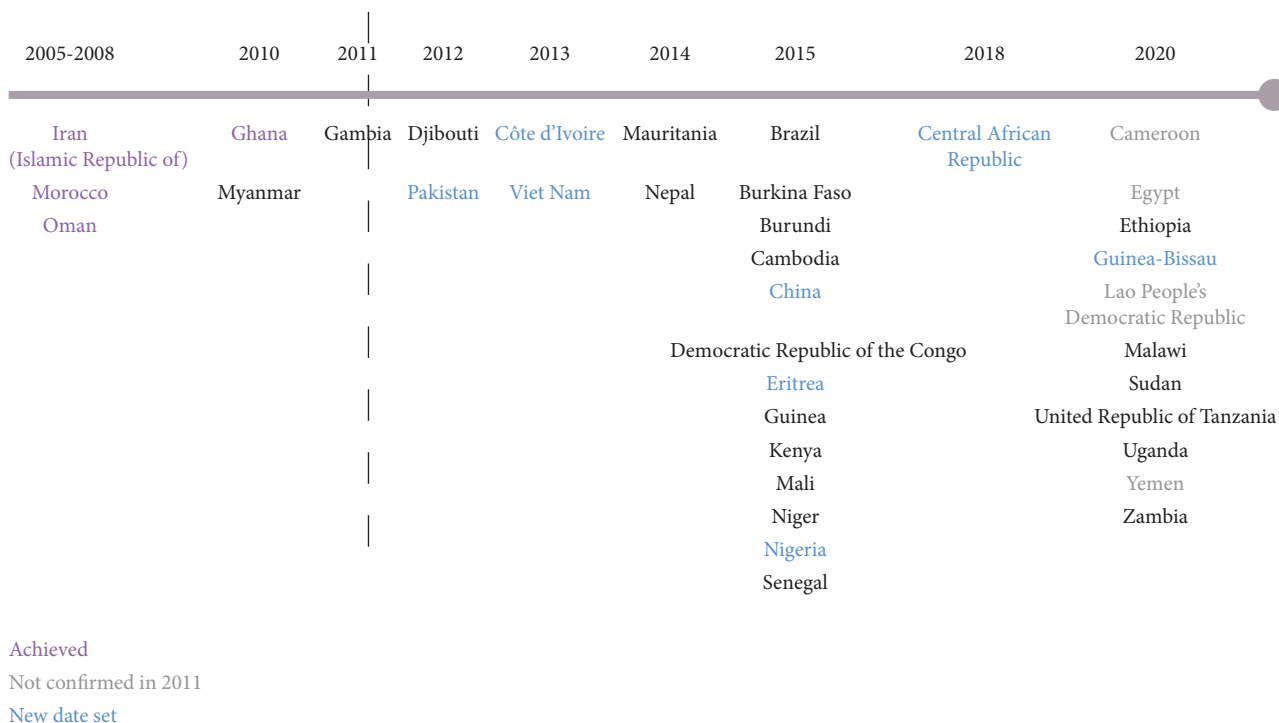 2005-2008 2010 2011 2012 2013 2014 2015 2018 2020
Iran Ghana Gambia Djibouti Côte d’Ivoire Mauritania Brazil Central African Cameroon
(Islamic Republic of) Republic
Morocco Myanmar Pakistan Viet Nam Nepal Burkina Faso Egypt
Oman Burundi Ethiopia
Cambodia Guinea-Bissau
China Lao People’s
Democratic Republic
Democratic Republic of the Congo Malawi
Eritrea Sudan
Guinea United Republic of Tanzania
Kenya Uganda
Mali Yemen
Niger Zambia
Nigeria
Senegal
Achieved
Not confirmed in 2011
New date set